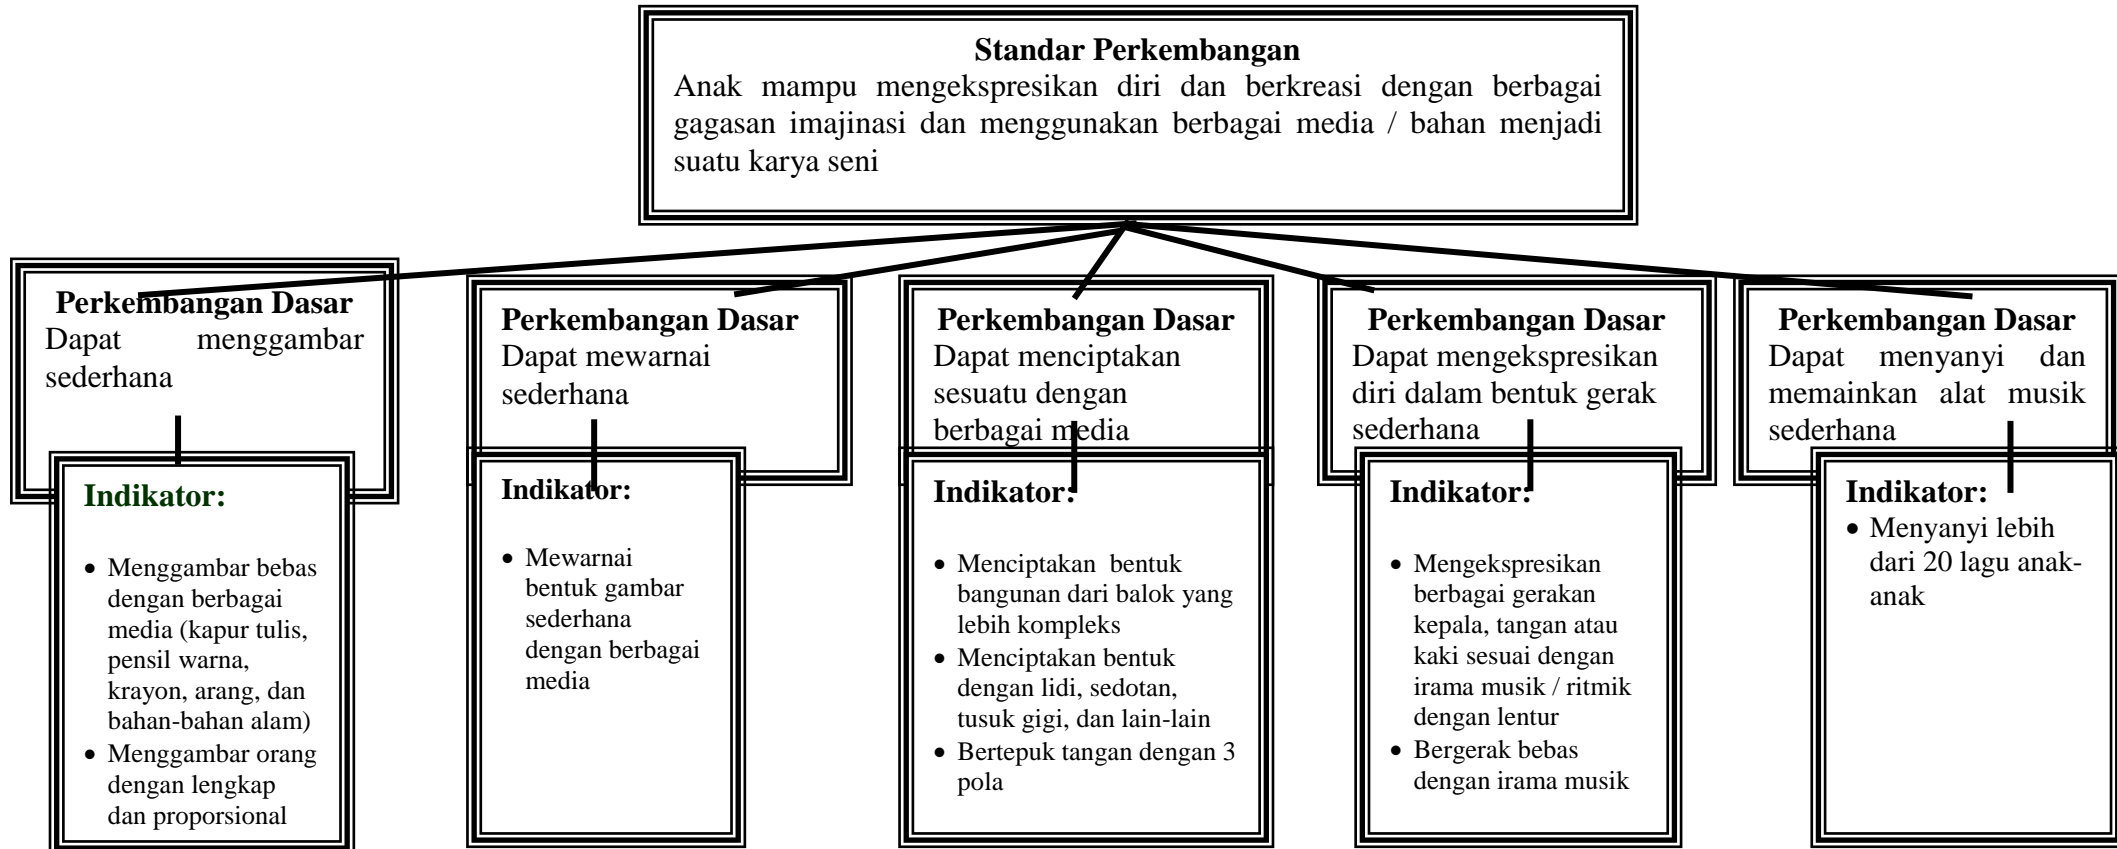 Standar Perkembangan
Anak mampu mengekspresikan diri dan berkreasi dengan berbagai
gagasan imajinasi dan menggunakan berbagai media / bahan menjadi
suatu karya seni
Perkembangan Dasar
Dapat menggambar
sederhana
Perkembangan Dasar
Dapat mewarnai
sederhana
Perkembangan Dasar
Dapat menciptakan
sesuatu dengan
berbagai media
Perkembangan Dasar
Dapat mengekspresikan
diri dalam bentuk gerak
sederhana
Perkembangan Dasar
Dapat menyanyi dan
memainkan alat musik
sederhana
Indikator:
• Menggambar bebas
dengan berbagai
media (kapur tulis,
pensil warna,
krayon, arang, dan
bahan-bahan alam)
• Menggambar orang
dengan lengkap
dan proporsional
Indikator:
• Mewarnai
bentuk gambar
sederhana
dengan berbagai
media
Indikator:
• Menciptakan bentuk
bangunan dari balok yang
lebih kompleks
• Menciptakan bentuk
dengan lidi, sedotan,
tusuk gigi, dan lain-lain
• Bertepuk tangan dengan 3
pola
Indikator:
• Mengekspresikan
berbagai gerakan
kepala, tangan atau
kaki sesuai dengan
irama musik / ritmik
dengan lentur
• Bergerak bebas
dengan irama musik
Indikator:
• Menyanyi lebih
dari 20 lagu anak-
anak